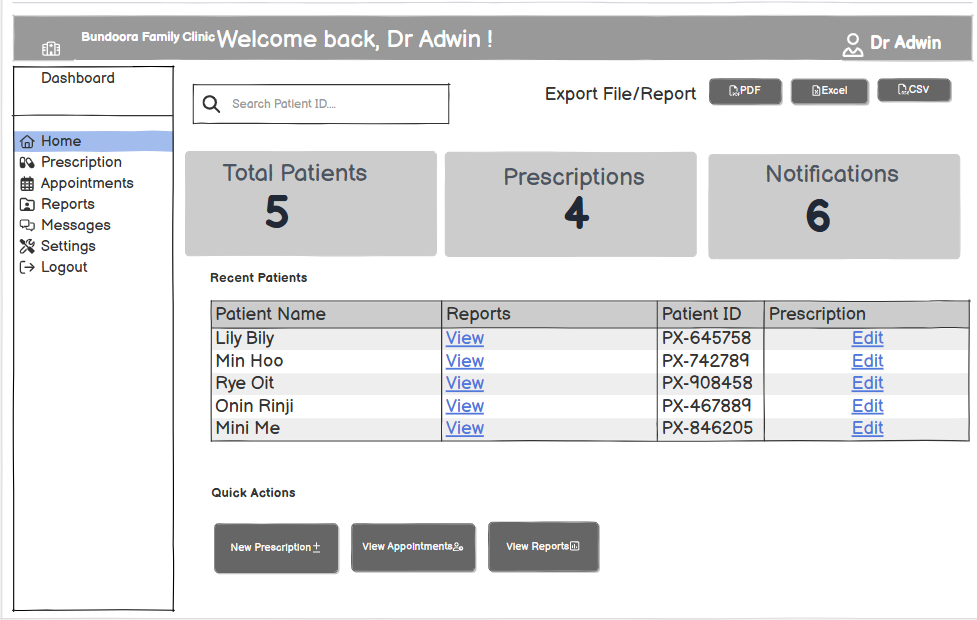 Bundoora Family Clinic Welcome back, Dr Adwin !
Dr Adwin
Dashboard
Home
Prescription
Appointments
Reports
Messages
Settings
Logout
Search Patient ID....
Export File/Report
PDF
Excel
CSV
Total Patients
5
Prescriptions
4
Notifications
6
Recent Patients
Patient Name Reports Patient ID Prescription
Lily Bily View PX-645758 Edit
Min Hoo View PX-742789 Edit
Rye Oit View PX-908458 Edit
Onin Rinji View PX-467889 Edit
Mini Me View PX-846205 Edit
Quick Actions
New Prescription
View Appointments
View Reports